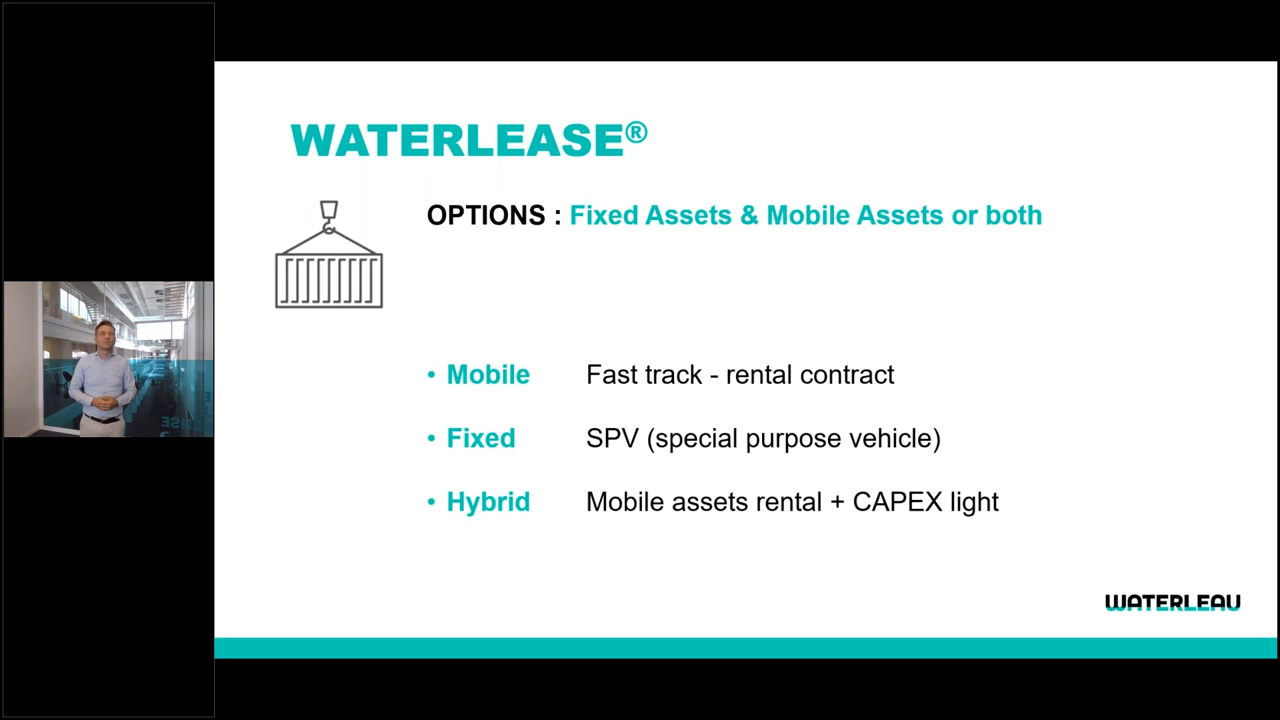 WATERLEASE®
OPTIONS : Fixed Assets & Mobile Assets or both
• Mobile Fast track - rental contract
• Fixed SPV (special purpose vehicle)
• Hybrid Mobile assets rental + CAPEX light
WATERLEAU